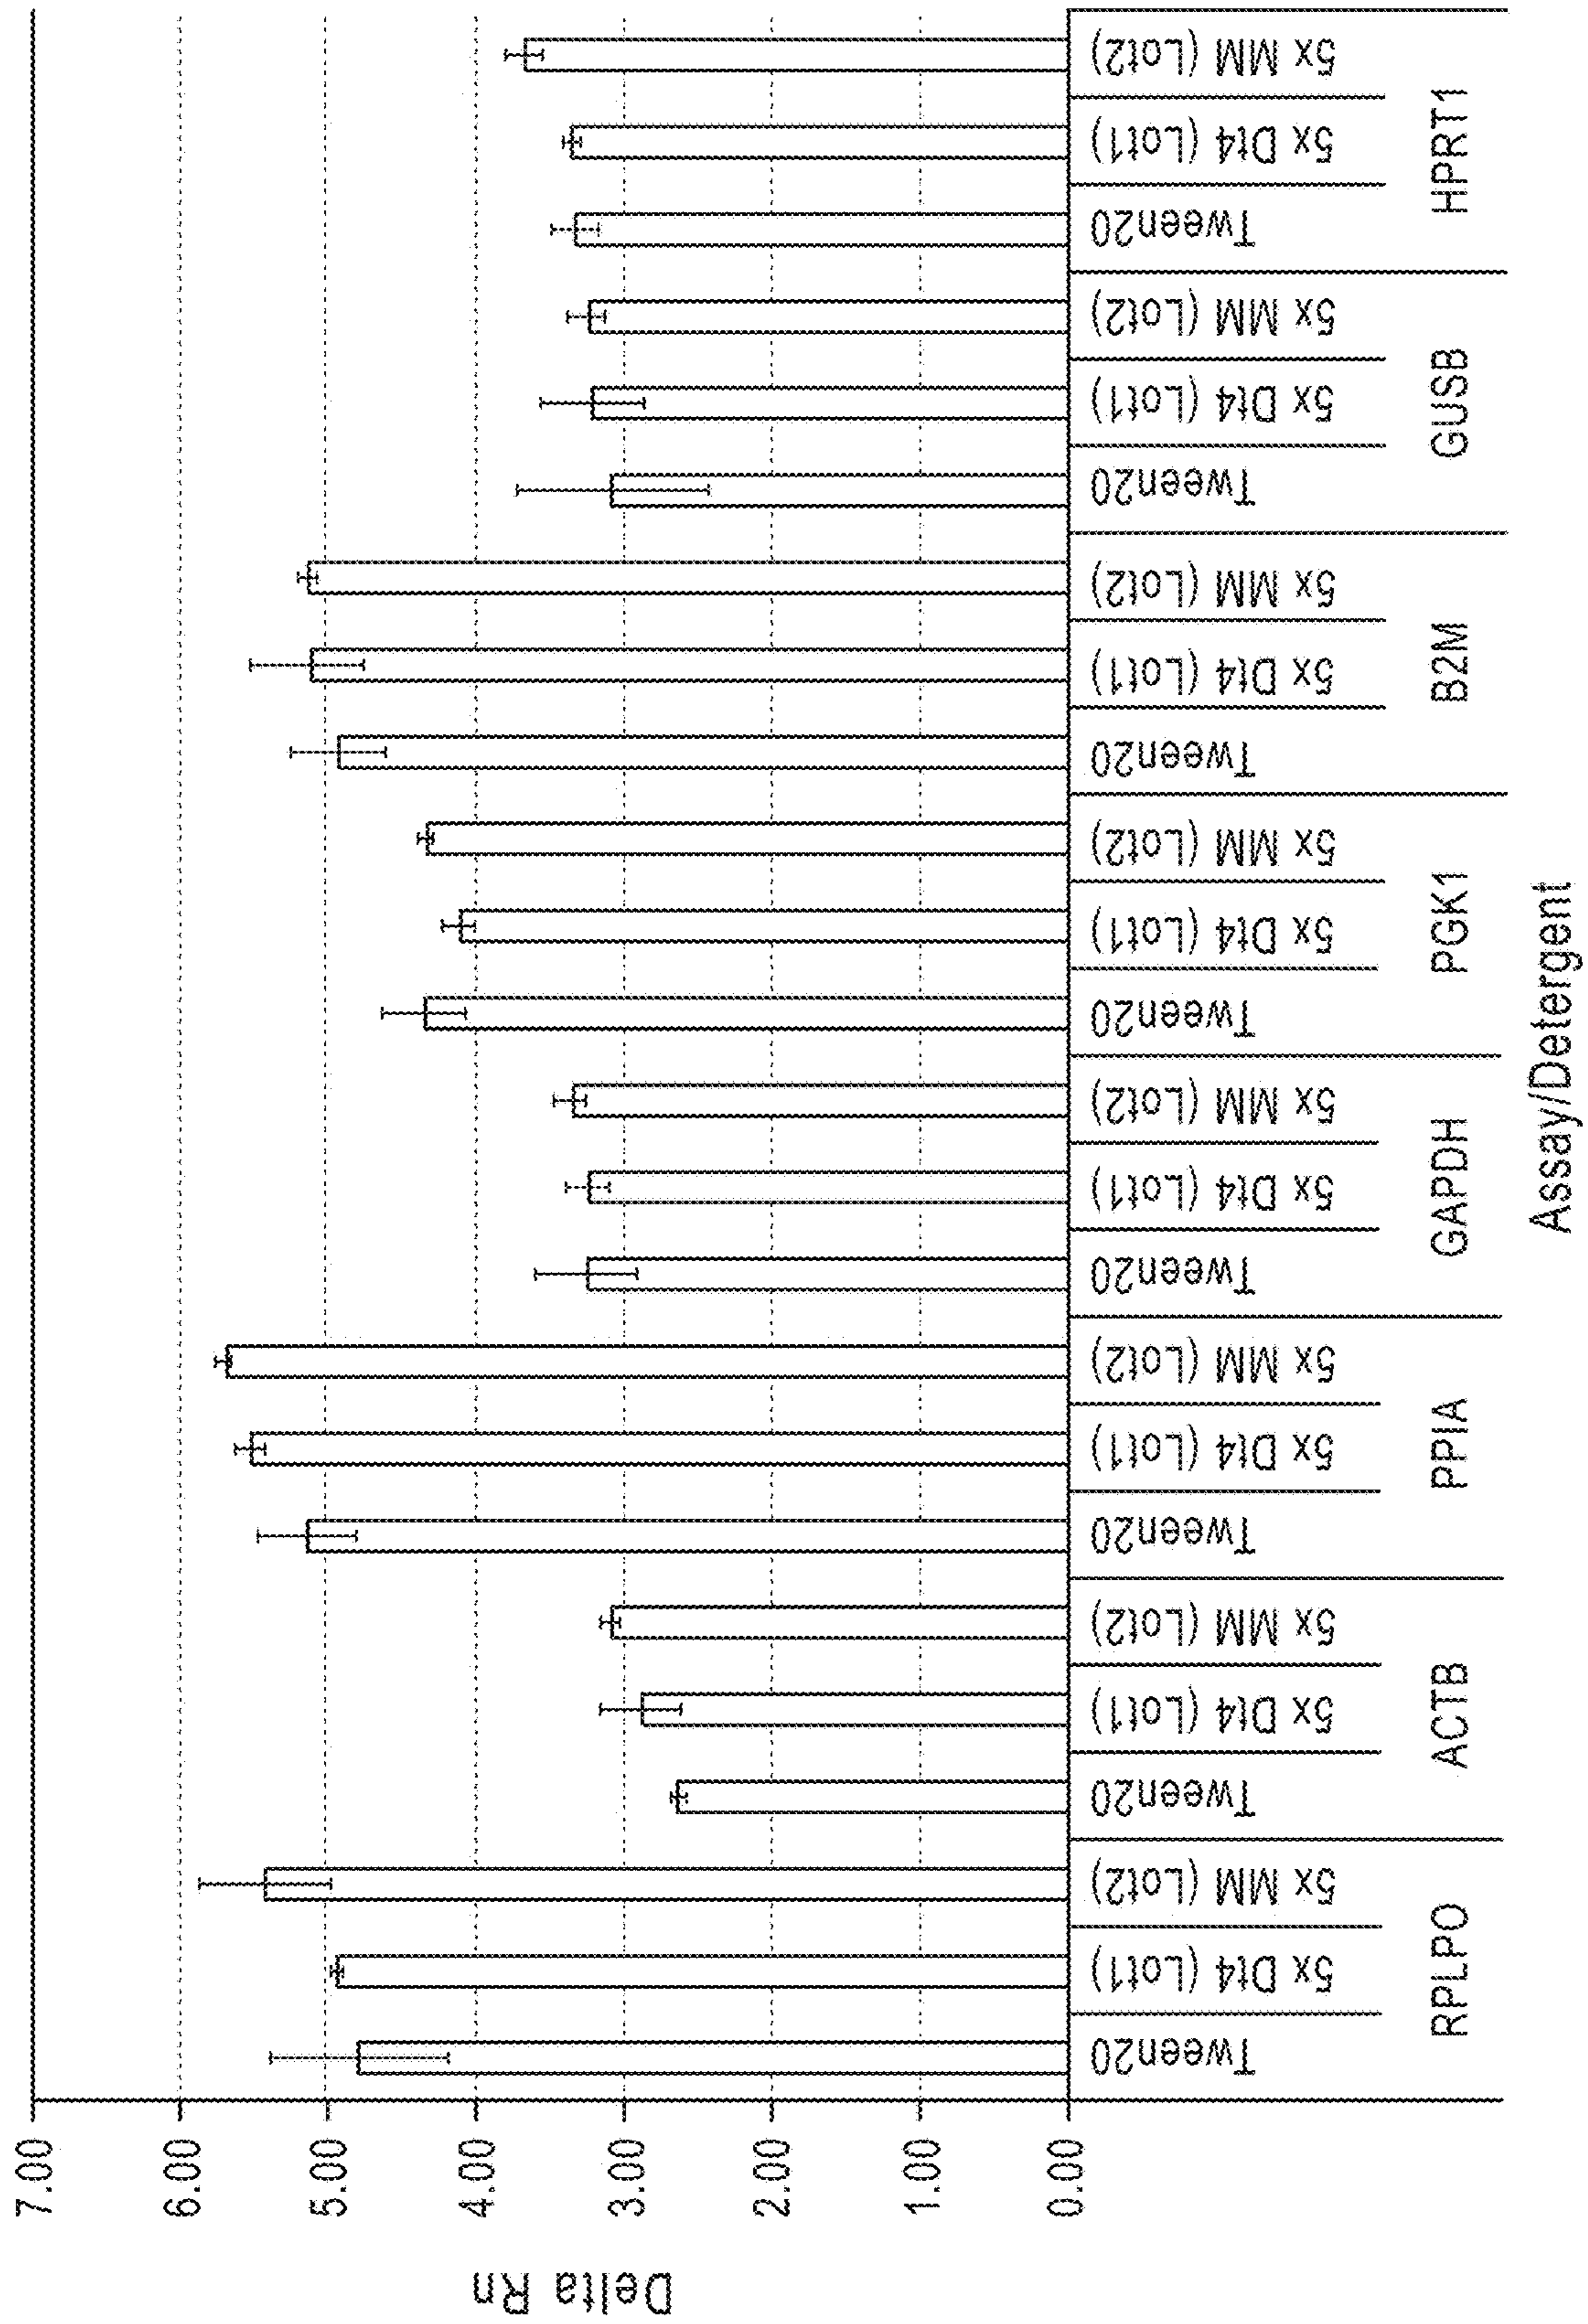 Delta Rn
7.00
6.00
5.00
4.00
3.00
2.00
1.00
0.00
Tween20
5x Dt4 (Lot1)
5x MM (Lot2)
Tween20
5x Dt4 (Lot1)
5x MM (Lot2)
Tween20
5x Dt4 (Lot1)
5x MM (Lot2)
Tween20
5x Dt4 (Lot1)
5x MM (Lot2)
Tween20
5x Dt4 (Lot1)
5x MM (Lot2)
Tween20
5x Dt4 (Lot1)
5x MM (Lot2)
Tween20
5x Dt4 (Lot1)
5x MM (Lot2)
Tween20
5x Dt4 (Lot1)
5x MM (Lot2)
RPLPO
ACTB
PPIA
GAPDH
PGK1
B2M
GUSB
HPRT1
Assay/Detergent